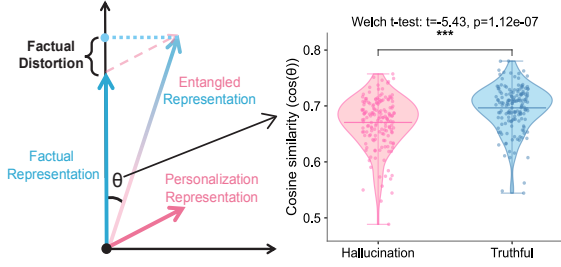 Factual
Distortion
Entangled
Representation
Factual
Representation
θ
Personalization
Representation
Welch t-test: t=-5.43, p=1.12e-07
***
Cosine similarity (cos(θ))
0.8
0.7
0.6
0.5
Hallucination
Truthful